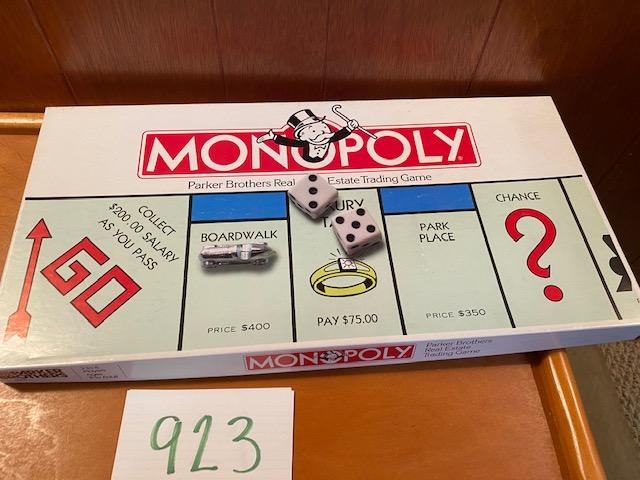 MONOPOLY
Parker Brothers Real Estate Trading Game
COLLECT
$200.00 SALARY
AS YOU PASS
GO
BOARDWALK
PRICE $400
PAY $75.00
PARK
PLACE
PRICE $350
CHANCE
?
MONOPOLY
Parker Brothers
Real Estate
Trading Game
923